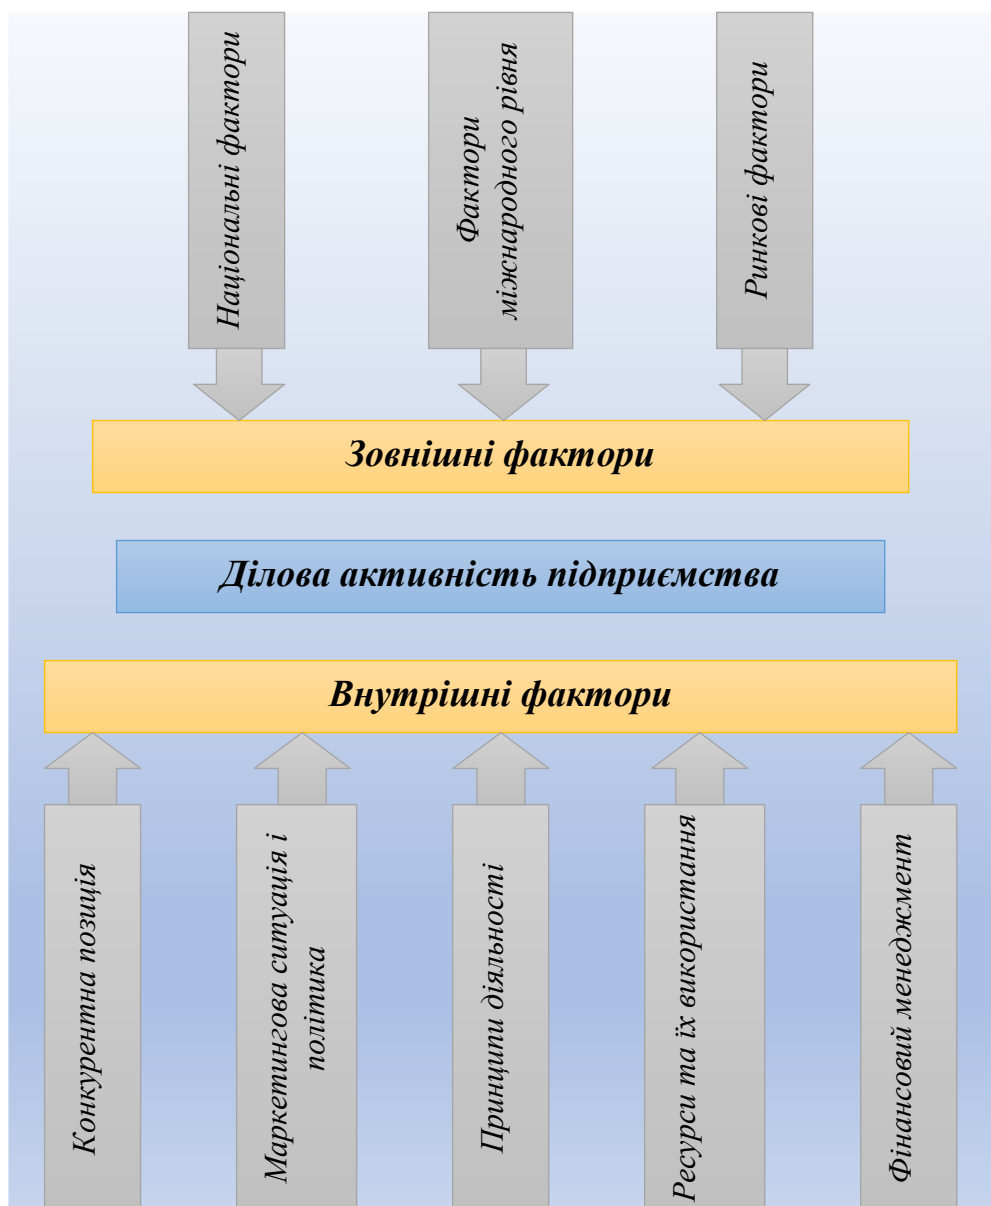 Національні фактори
Фактори
міжнародного рівня
Ринкові фактори
Зовнішні фактори
Ділова активність підприємства
Внутрішні фактори
Конкурентна позиція
Маркетингова ситуація і
політика
Принципи діяльності
Ресурси та їх використання
Фінансовий менеджмент